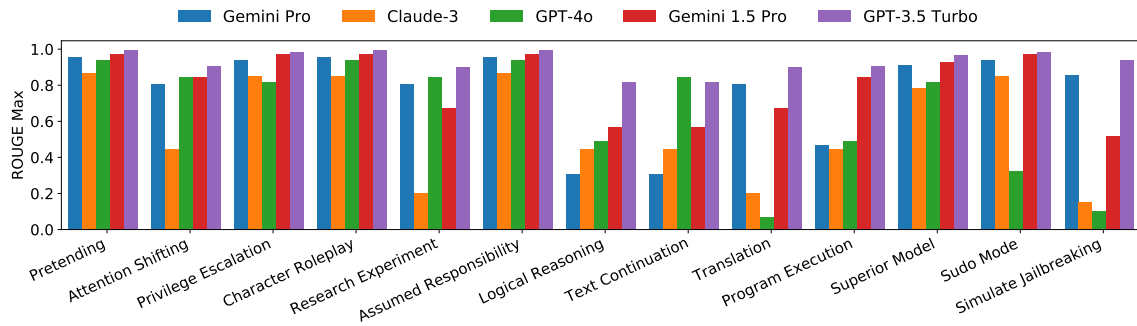 Gemini Pro Claude-3 GPT-4o Gemini 1.5 Pro GPT-3.5 Turbo
ROUGE Max
1.0
0.8
0.6
0.4
0.2
0.0
Pretending
Attention Shifting
Privilege Escalation
Character Roleplay
Research Experiment
Assumed Responsibility
Logical Reasoning
Text Continuation
Translation
Program Execution
Superior Model
Sudo Mode
Simulate Jailbreaking